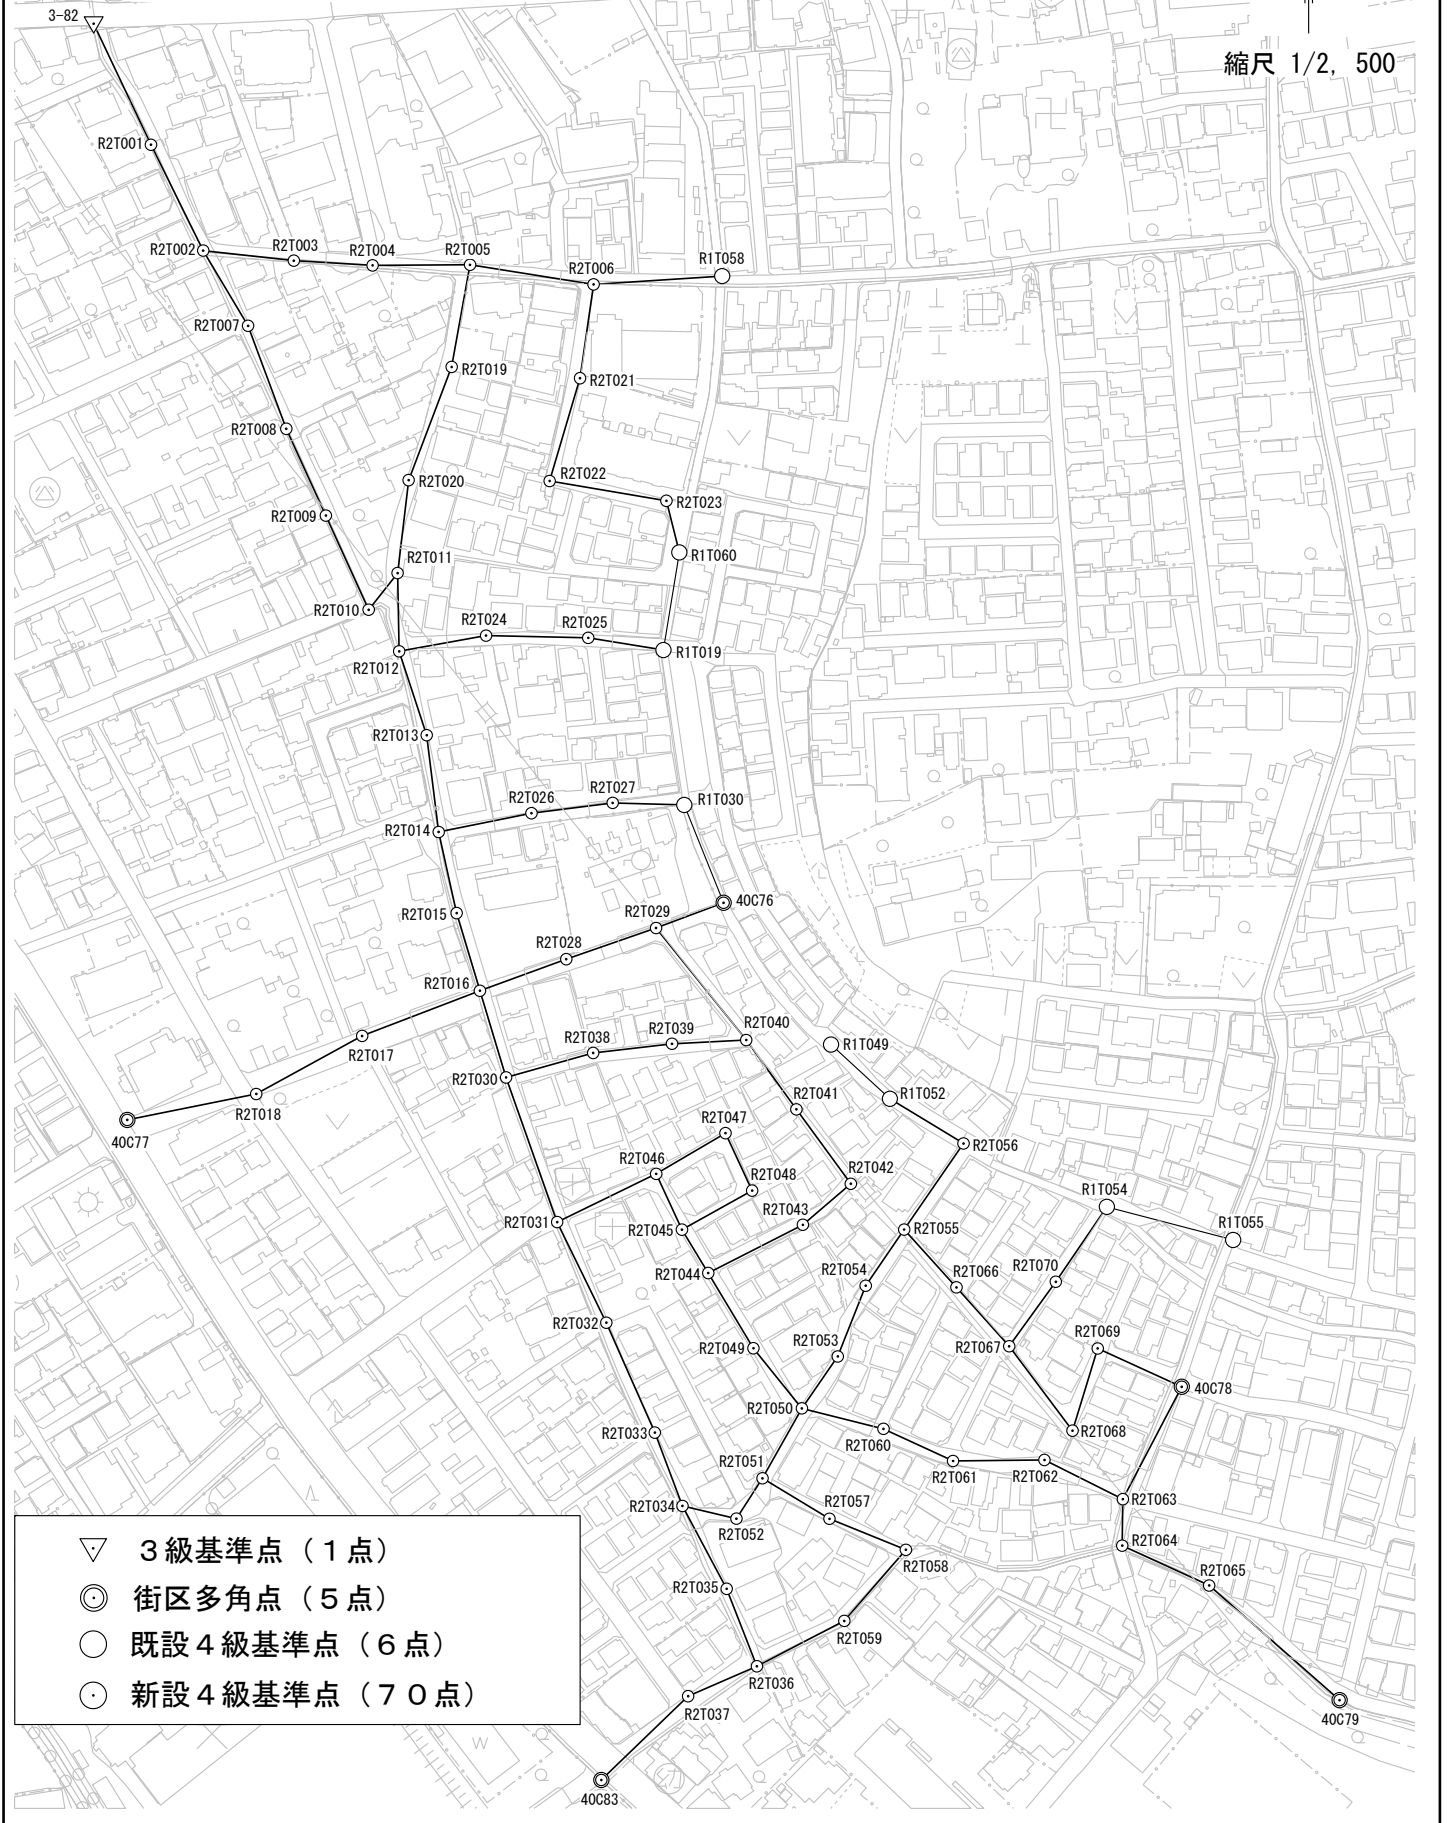 3-82
縮尺 1/2, 500
R2T001
R2T002
R2T003
R2T004
R2T005
R2T006
R1T058
R2T007
R2T019
R2T021
R2T008
R2T020
R2T022
R2T023
R2T009
R1T060
R2T011
R2T010
R2T024
R2T025
R2T012
R1T019
R2T013
R2T026
R2T027
R1T030
R2T014
40C76
R2T015
R2T029
R2T028
R2T016
R2T040
R2T017
R2T038
R2T039
R1T049
R2T030
R2T018
R2T041
R1T052
40C77
R2T047
R2T056
R2T046
R2T048
R2T042
R1T054
R2T031
R2T045
R2T043
R2T055
R1T055
R2T044
R2T054
R2T066
R2T070
R2T032
R2T049
R2T053
R2T067
R2T069
40C78
R2T050
R2T033
R2T060
R2T068
R2T051
R2T061
R2T062
R2T034
R2T057
R2T063
R2T052
R2T064
R2T058
３級基準点（１点）
R2T035
R2T065
街区多角点（５点）
R2T059
既設４級基準点（６点）
R2T036
新設４級基準点（７０点）
R2T037
40C79
40C83